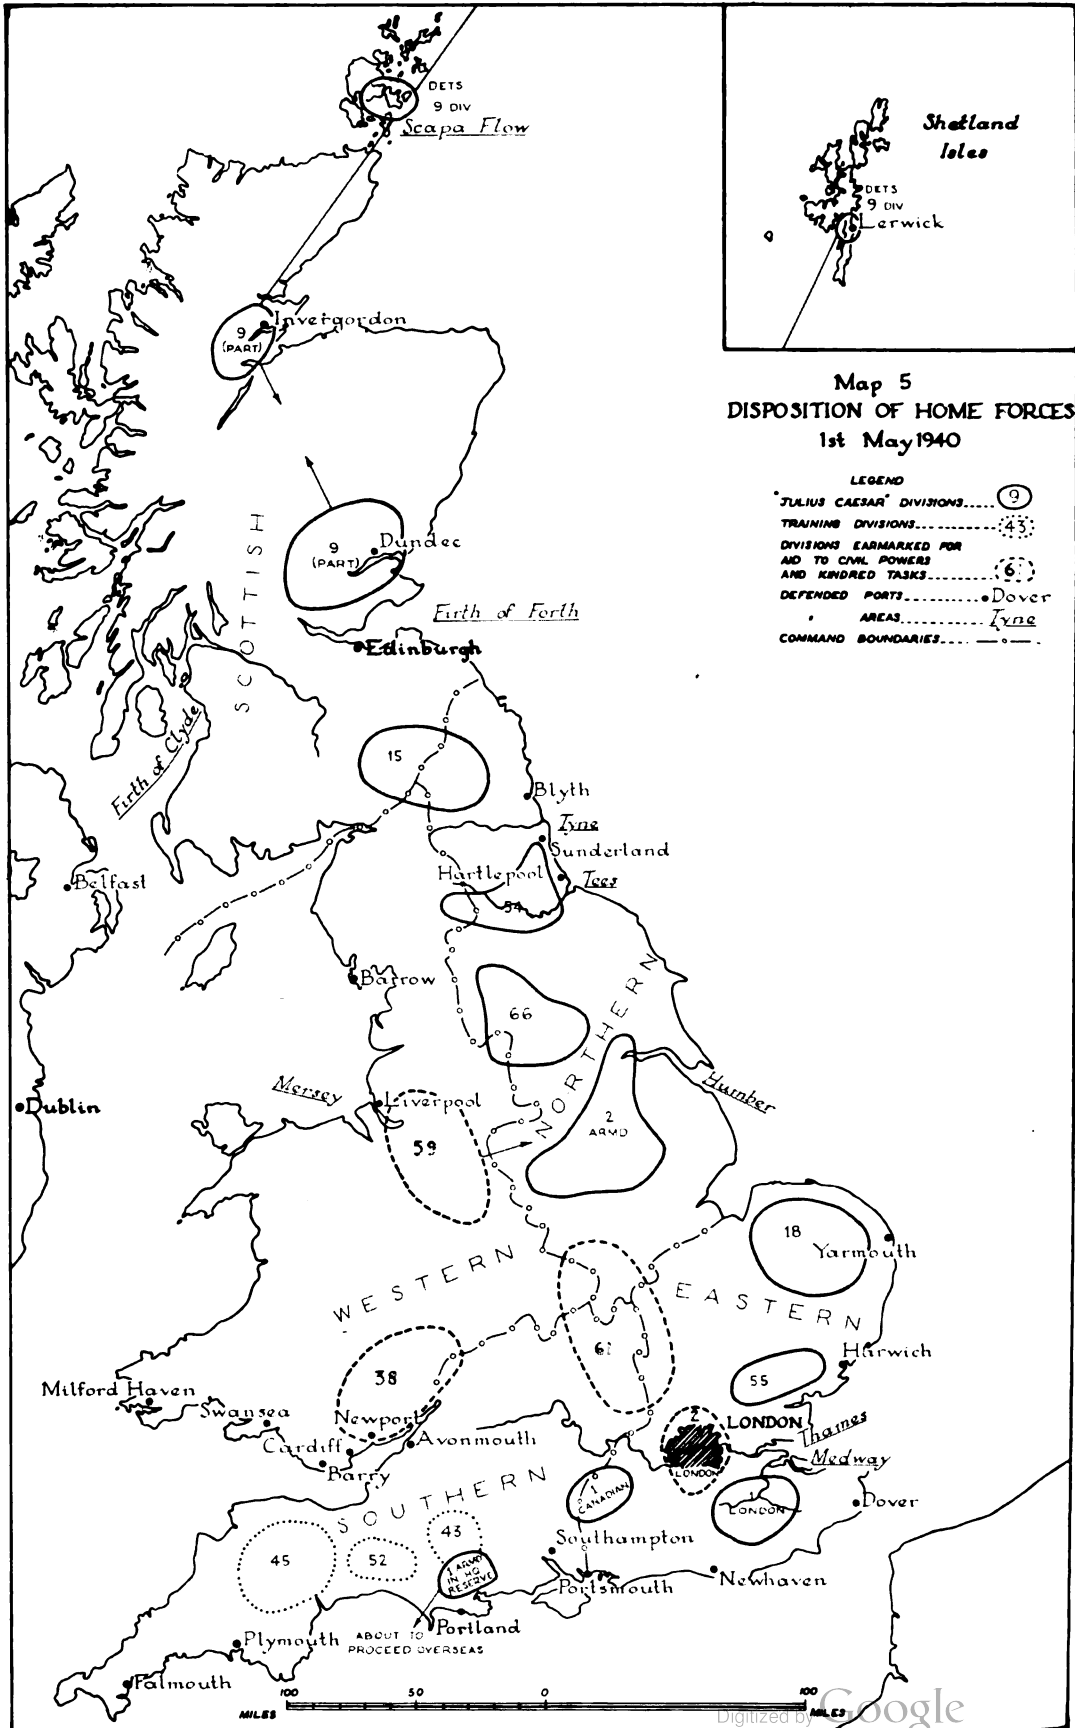 DETS
9 DIV
Scapa Flow
Shetland
Isles
DETS
9 DIV
Lerwick
Invergordon
9
(PART)
Map 5
DISPOSITION OF HOME FORCES
1st May 1940
LEGEND
"JULIUS CAESAR" DIVISIONS..... 9
TRAINING DIVISIONS........... 43
DIVISIONS EARMARKED FOR
AID TO CIVIL POWERS
AND KINDRED TASKS......... 6
DEFENDED PORTS........... Dover
" AREAS........... Tyne
COMMAND BOUNDARIES....
SCOTTISH
9
(PART)
Dundee
Firth of Forth
Edinburgh
Firth of Clyde
15
Blyth
Tyne
Sunderland
Hartlepool
Tees
54
Belfast
Barrow
66
NORTHERN
Humber
Mersey
Liverpool
Dublin
59
2
ARMD
18
Yarmouth
WESTERN
EASTERN
61
38
55
Harwich
Milford Haven
Swansea
Newport
Cardiff
Avonmouth
Barry
2
LONDON
LONDON
Thames
Medway
1
CANADIAN
1
LONDON
Dover
SOUTHERN
43
45
52
1 ARMD
IN HQ
RESERVE
Southampton
Portsmouth
Newhaven
Portland
ABOUT TO
PROCEED OVERSEAS
Plymouth
Falmouth
100 50 0 100
MILES MILES
Digitized by Google